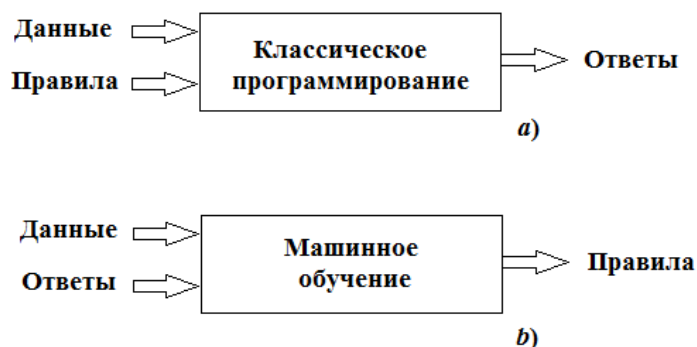 Данные
Правила
Классическое
программирование
Ответы
a)
Данные
Ответы
Машинное
обучение
Правила
b)